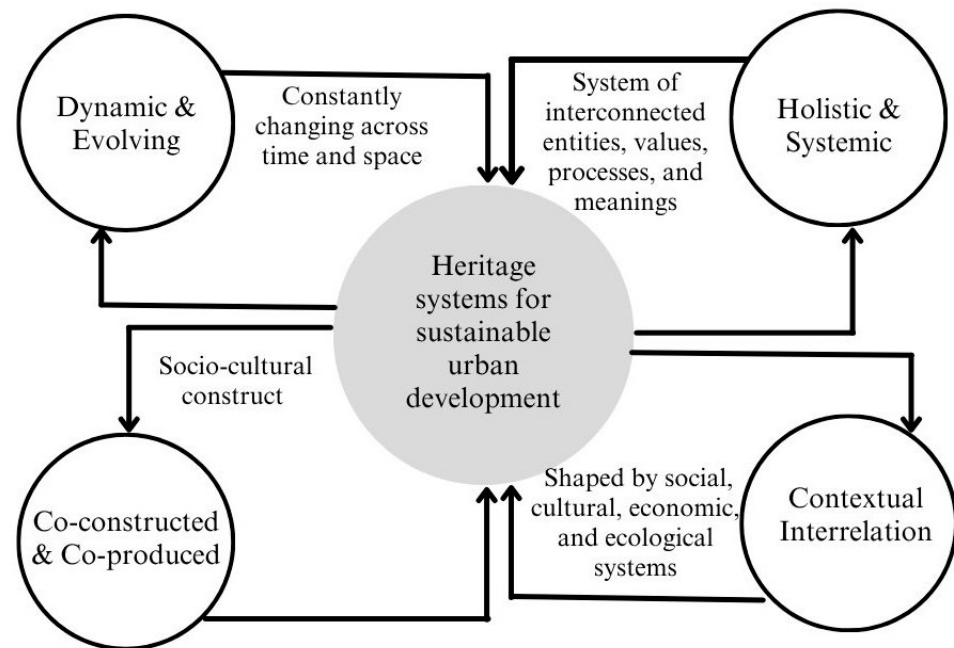 Dynamic &
Evolving
Constantly
changing across
time and space
System of
interconnected
entities, values,
processes, and
meanings
Holistic &
Systemic
Heritage
systems for
sustainable
urban
development
Socio-cultural
construct
Co-constructed
& Co-produced
Shaped by social,
cultural, economic,
and ecological
systems
Contextual
Interrelation